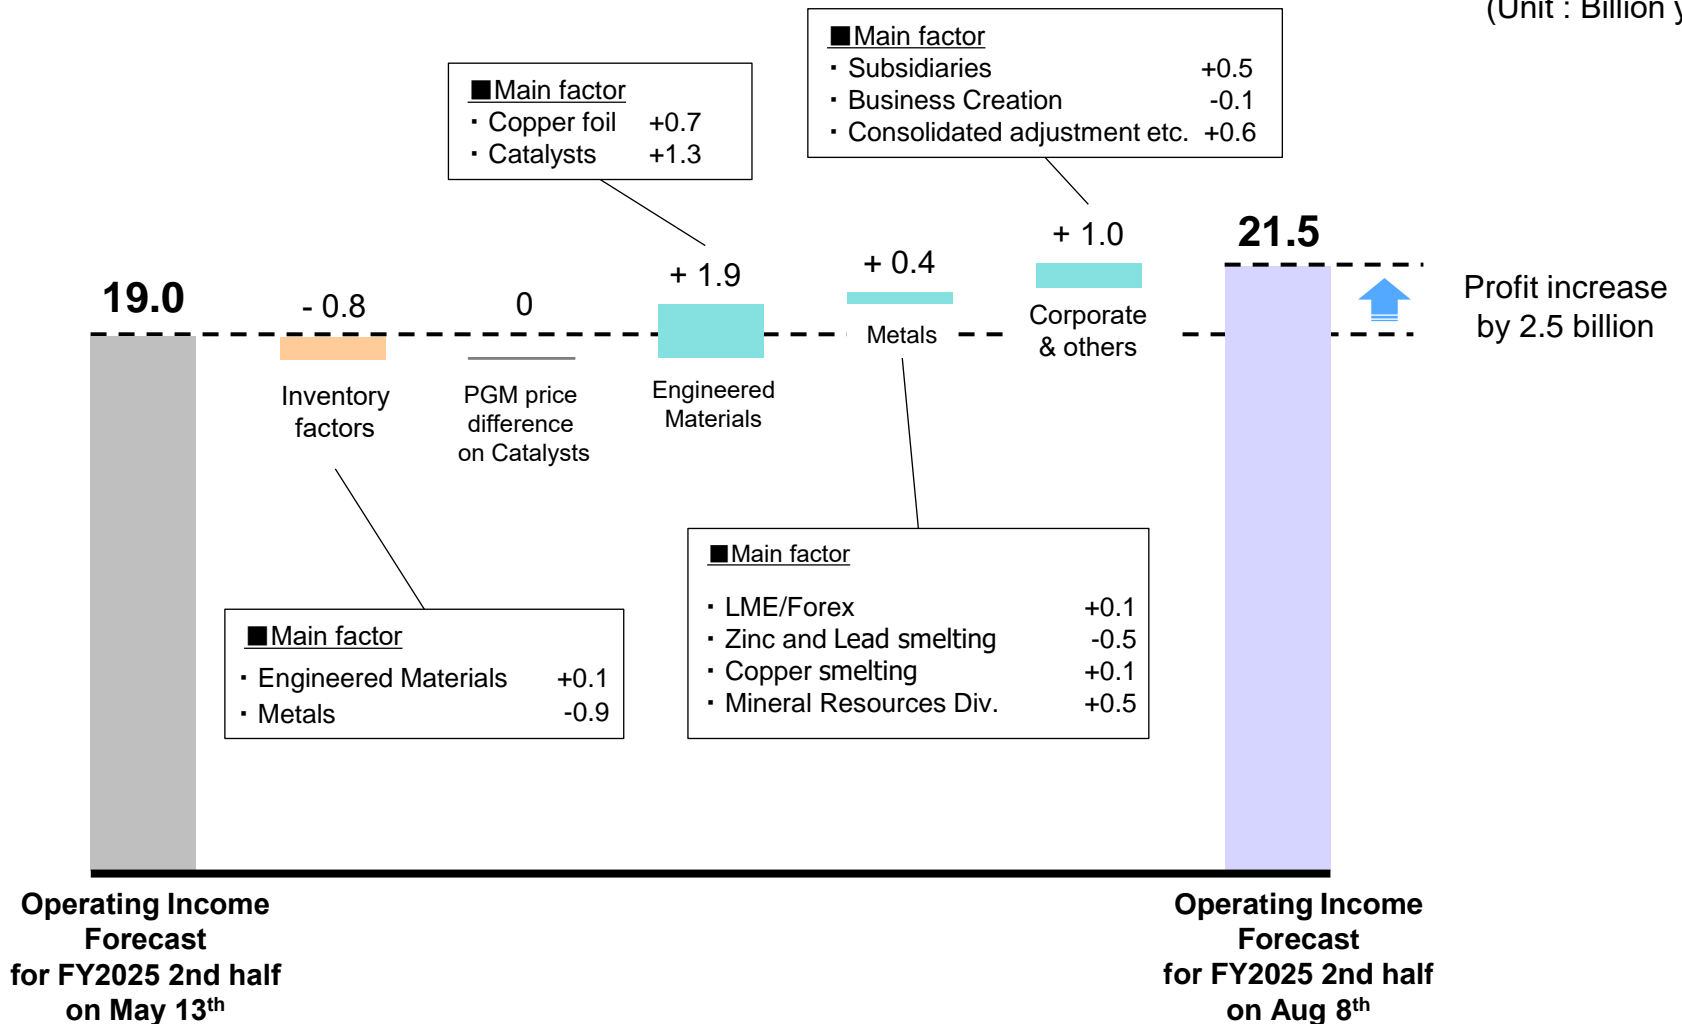 (Unit : Billion y
■Main factor
・Subsidiaries +0.5
・Business Creation -0.1
・Consolidated adjustment etc. +0.6
■Main factor
・Copper foil +0.7
・Catalysts +1.3
19.0
- 0.8
0
+ 1.9
+ 0.4
+ 1.0
21.5
Profit increase
by 2.5 billion
Inventory
factors
PGM price
difference
on Catalysts
Engineered
Materials
Metals
Corporate
& others
■Main factor
・Engineered Materials +0.1
・Metals -0.9
■Main factor
・LME/Forex +0.1
・Zinc and Lead smelting -0.5
・Copper smelting +0.1
・Mineral Resources Div. +0.5
Operating Income
Forecast
for FY2025 2nd half
on May 13th
Operating Income
Forecast
for FY2025 2nd half
on Aug 8th